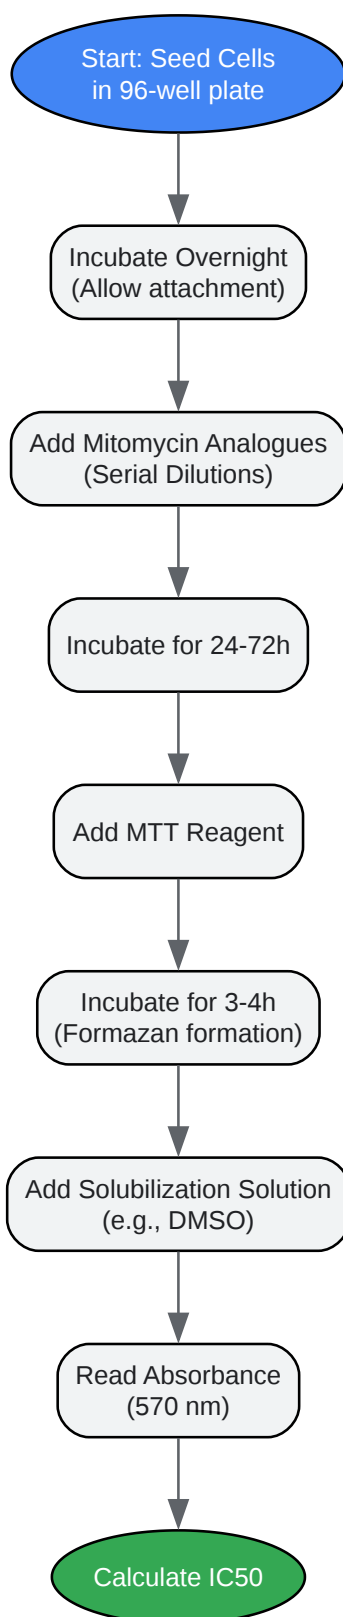 Start: Seed Cells
in 96-well plate
Incubate Overnight
(Allow attachment)
Add Mitomycin Analogues
(Serial Dilutions)
Incubate for 24-72h
Add MTT Reagent
Incubate for 3-4h
(Formazan formation)
Add Solubilization Solution
(e.g., DMSO)
Read Absorbance
(570 nm)
Calculate IC50